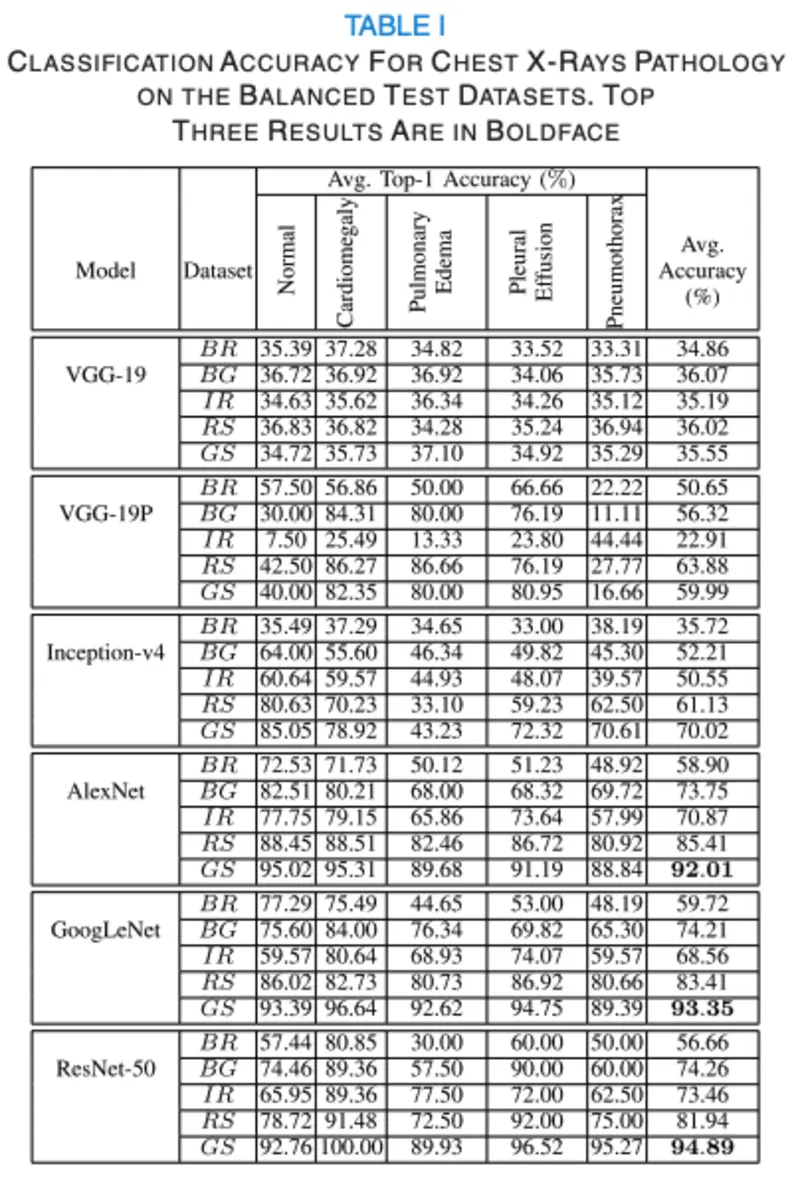 TABLE I
CLASSIFICATION ACCURACY FOR CHEST X-RAYS PATHOLOGY
ON THE BALANCED TEST DATASETS. TOP
THREE RESULTS ARE IN BOLDFACE
Model Dataset Avg. Top-1 Accuracy (%) Avg. Accuracy (%)
Normal Cardiomegaly Pulmonary Edema Pleural Effusion Pneumothorax
VGG-19
BR 35.39 37.28 34.82 33.52 33.31 34.86
BG 36.72 36.92 36.92 34.06 35.73 36.07
IR 34.63 35.62 36.34 34.26 35.12 35.19
RS 36.83 36.82 34.28 35.24 36.94 36.02
GS 34.72 35.73 37.10 34.92 35.29 35.55
VGG-19P
BR 57.50 56.86 50.00 66.66 22.22 50.65
BG 30.00 84.31 80.00 76.19 11.11 56.32
IR 7.50 25.49 13.33 23.80 44.44 22.91
RS 42.50 86.27 86.66 76.19 27.77 63.88
GS 40.00 82.35 80.00 80.95 16.66 59.99
Inception-v4
BR 35.49 37.29 34.65 33.00 38.19 35.72
BG 64.00 55.60 46.34 49.82 45.30 52.21
IR 60.64 59.57 44.93 48.07 39.57 50.55
RS 80.63 70.23 33.10 59.23 62.50 61.13
GS 85.05 78.92 43.23 72.32 70.61 70.02
AlexNet
BR 72.53 71.73 50.12 51.23 48.92 58.90
BG 82.51 80.21 68.00 68.32 69.72 73.75
IR 77.75 79.15 65.86 73.64 57.99 70.87
RS 88.45 88.51 82.46 86.72 80.92 85.41
GS 95.02 95.31 89.68 91.19 88.84 92.01
GoogLeNet
BR 77.29 75.49 44.65 53.00 48.19 59.72
BG 75.60 84.00 76.34 69.82 65.30 74.21
IR 59.57 80.64 68.93 74.07 59.57 68.56
RS 86.02 82.73 80.73 86.92 80.66 83.41
GS 93.39 96.64 92.62 94.75 89.39 93.35
ResNet-50
BR 57.44 80.85 30.00 60.00 50.00 56.66
BG 74.46 89.36 57.50 90.00 60.00 74.26
IR 65.95 89.36 77.50 72.00 62.50 73.46
RS 78.72 91.48 72.50 92.00 75.00 81.94
GS 92.76 100.00 89.93 96.52 95.27 94.89